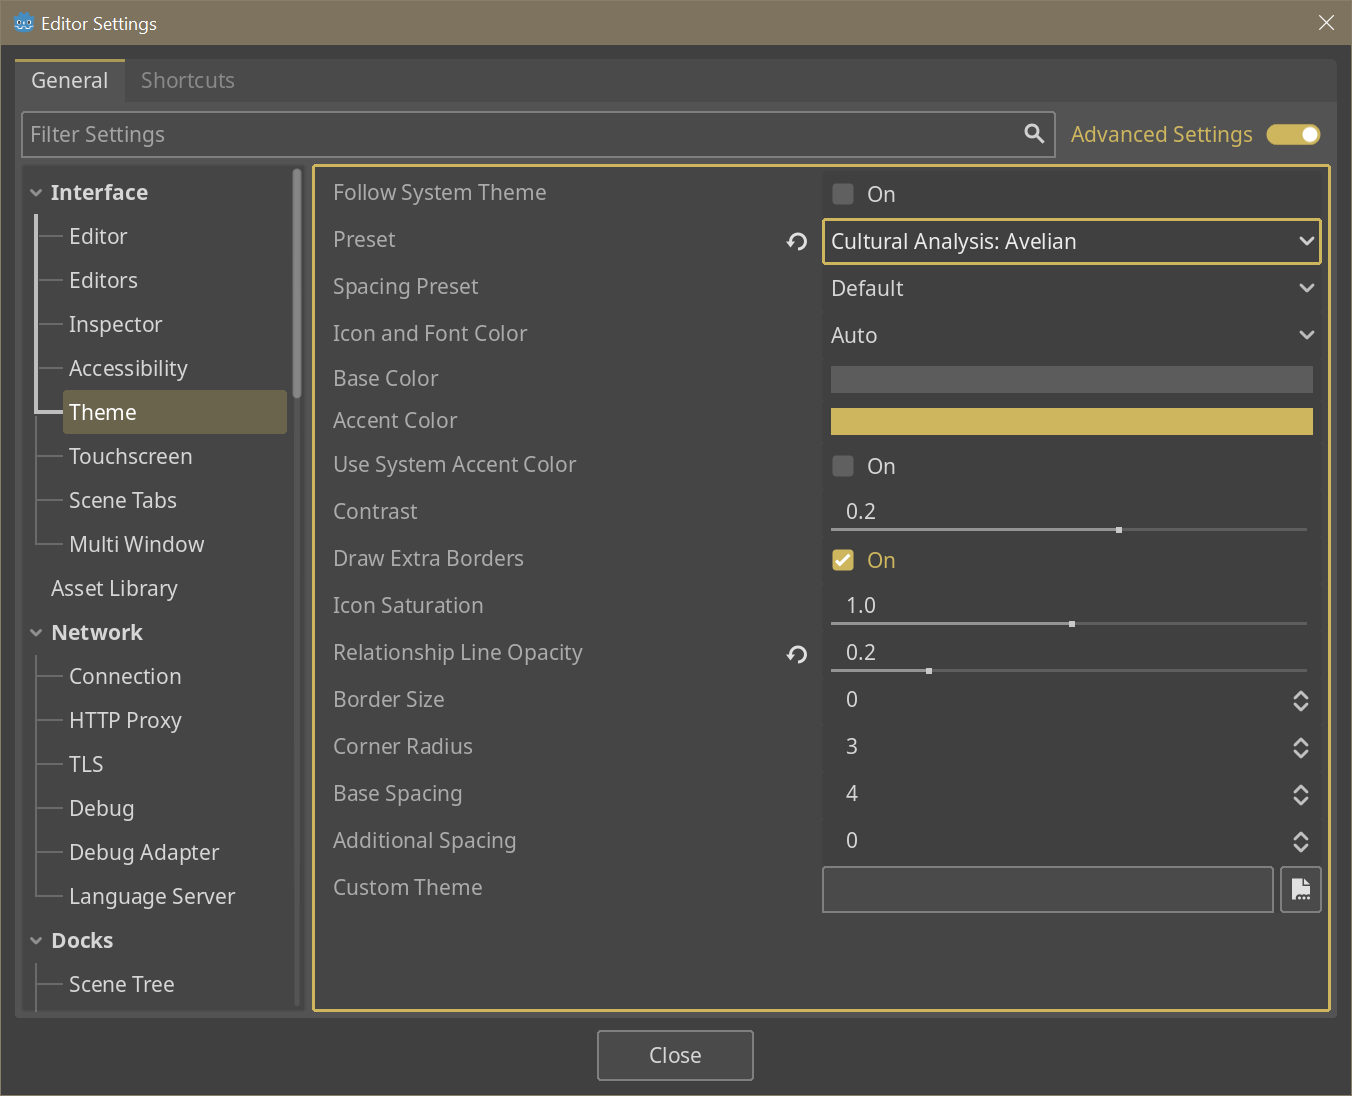 Editor Settings
General Shortcuts
Filter Settings Advanced Settings
Interface
Editor
Editors
Inspector
Accessibility
Theme
Touchscreen
Scene Tabs
Multi Window
Asset Library
Network
Connection
HTTP Proxy
TLS
Debug
Debug Adapter
Language Server
Docks
Scene Tree
Follow System Theme On
Preset Cultural Analysis: Avelian
Spacing Preset Default
Icon and Font Color Auto
Base Color
Accent Color
Use System Accent Color On
Contrast 0.2
Draw Extra Borders On
Icon Saturation 1.0
Relationship Line Opacity 0.2
Border Size 0
Corner Radius 3
Base Spacing 4
Additional Spacing 0
Custom Theme
Close